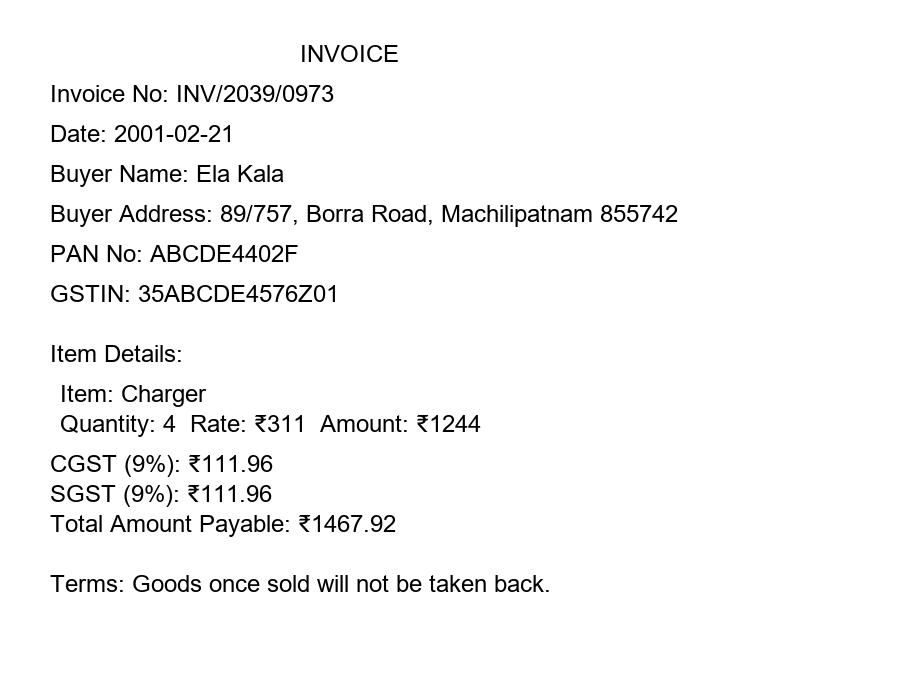 INVOICE
Invoice No: INV/2039/0973
Date: 2001-02-21
Buyer Name: Ela Kala
Buyer Address: 89/757, Borra Road, Machilipatnam 855742
PAN No: ABCDE4402F
GSTIN: 35ABCDE4576Z01
Item Details:
Item: Charger
Quantity: 4  Rate: ₹311  Amount: ₹1244
CGST (9%): ₹111.96
SGST (9%): ₹111.96
Total Amount Payable: ₹1467.92
Terms: Goods once sold will not be taken back.